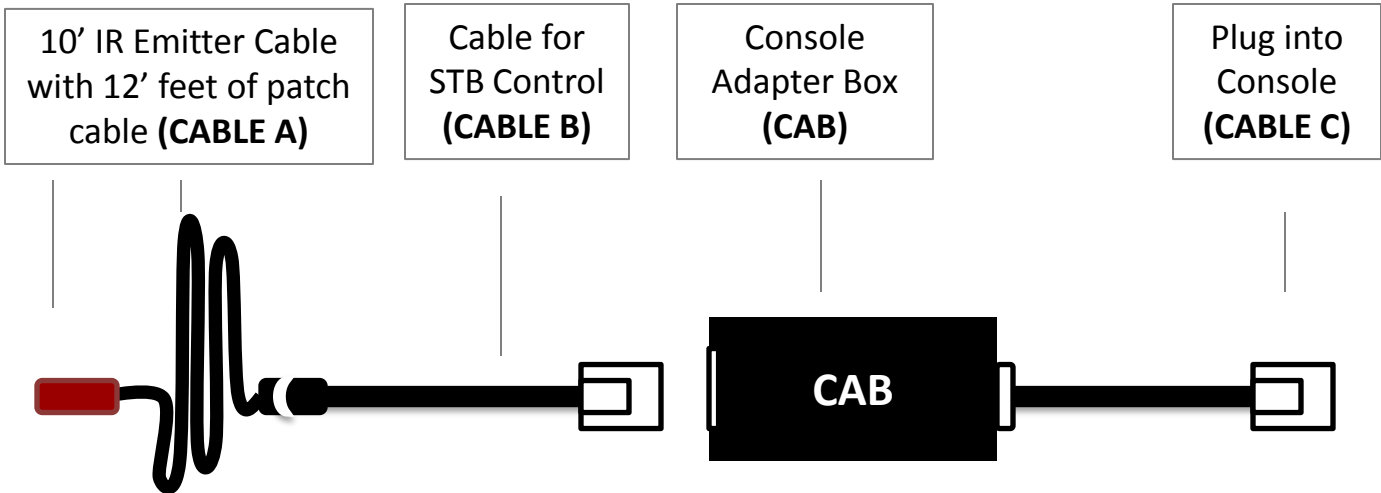 10’ IR Emitter Cable
with 12’ feet of patch
cable (CABLE A)
Cable for
STB Control
(CABLE B)
Console
Adapter Box
(CAB)
Plug into
Console
(CABLE C)
CAB